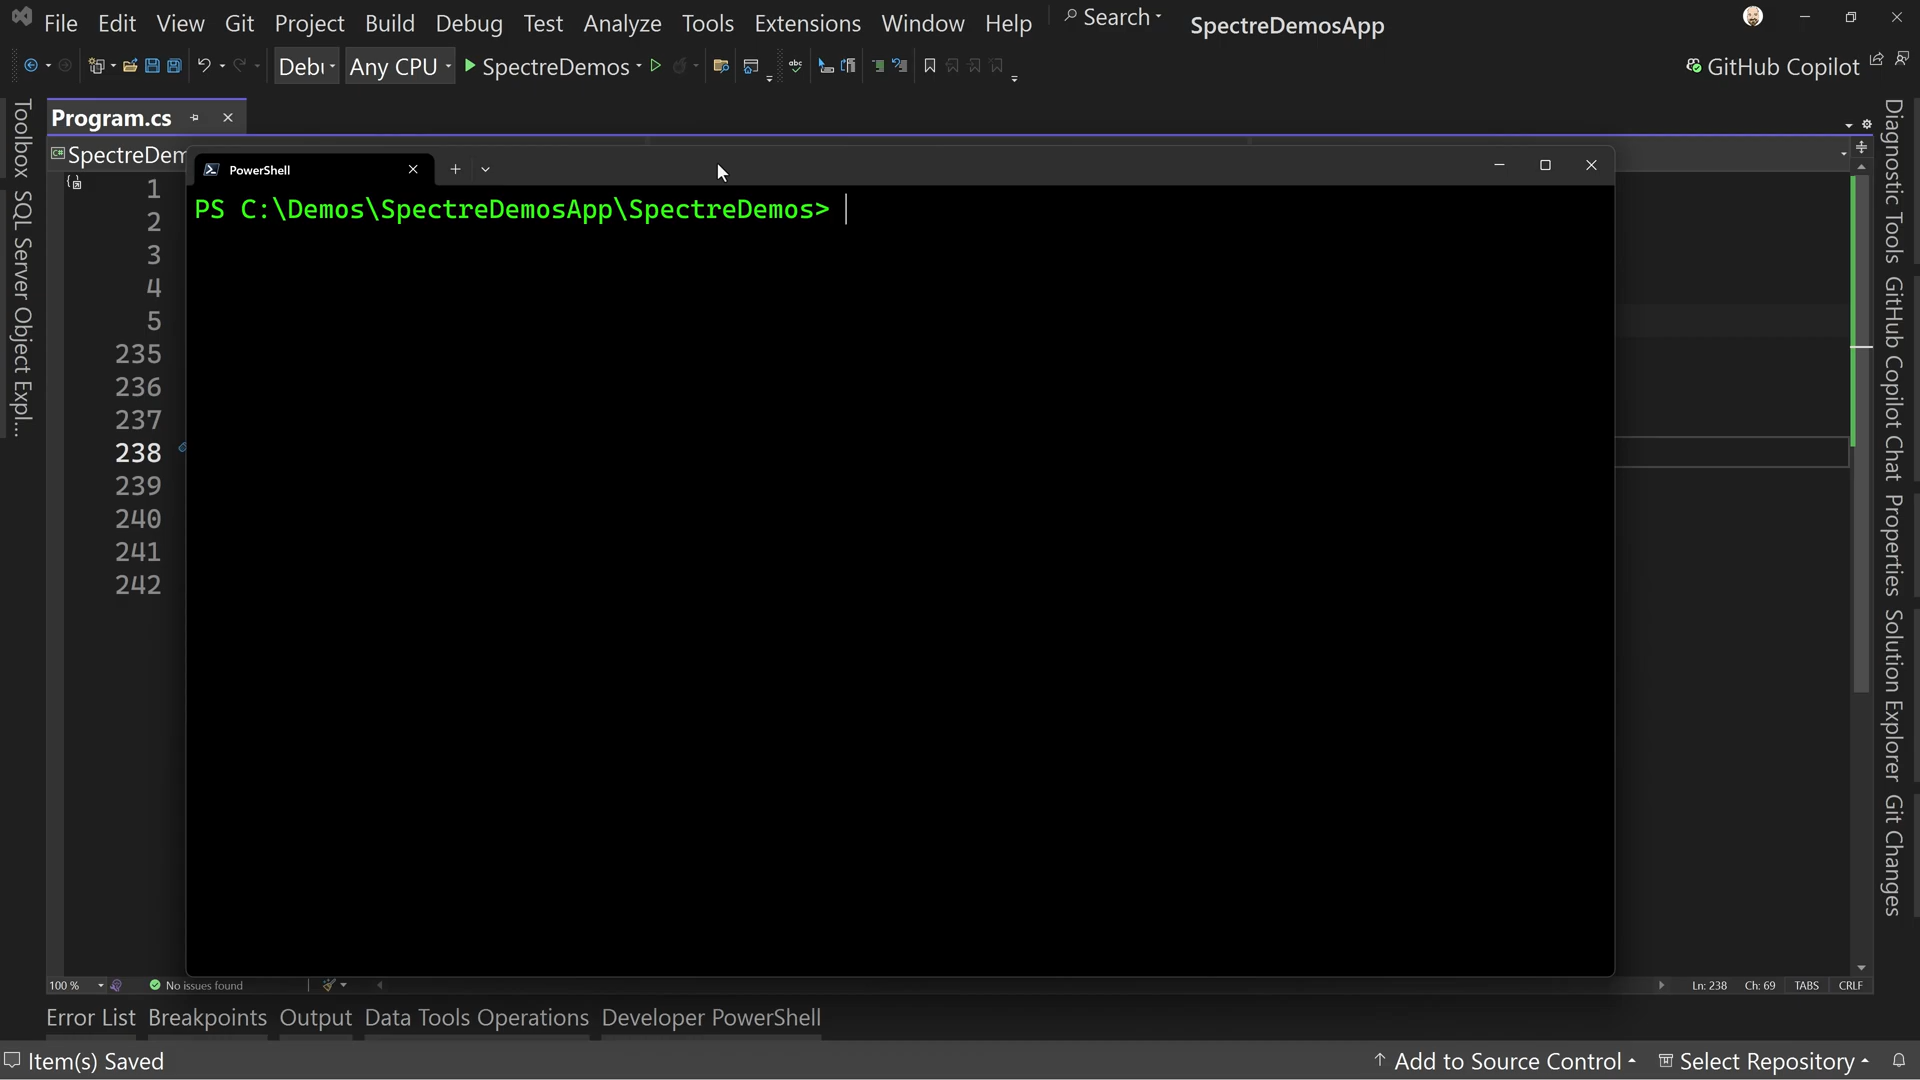 File Edit View Git Project Build Debug Test Analyze Tools Extensions Window Help Search SpectreDemosApp
Any CPU SpectreDemos GitHub Copilot
Program.cs
PowerShell
PS C:\Demos\SpectreDemosApp\SpectreDemos>
1
2
3
4
5
235
236
237
238
239
240
241
242
Toolbox
SQL Server Object Expl...
Diagnostic Tools
GitHub Copilot Chat
Properties
Solution Explorer
Git Changes
100 % No issues found Ln: 238 Ch: 69 TABS CRLF
Error List Breakpoints Output Data Tools Operations Developer PowerShell
Item(s) Saved Add to Source Control Select Repository